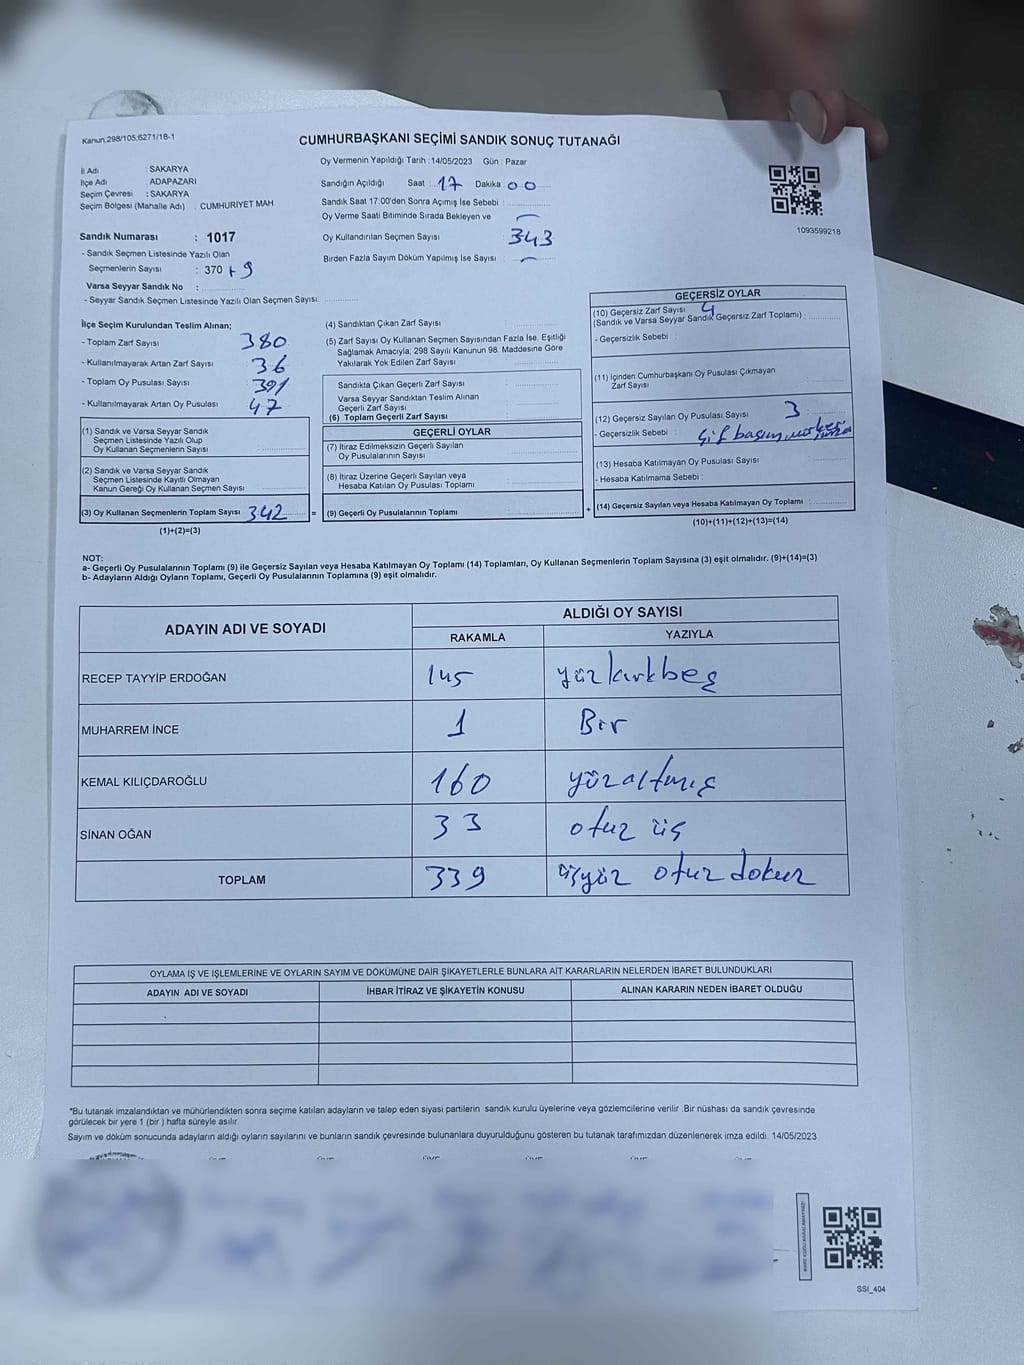 Kanun.298/105;6271/18-1
CUMHURBAŞKANI SEÇİMİ SANDIK SONUÇ TUTANAĞI
İl Adı : SAKARYA
İlçe Adı : ADAPAZARI
Seçim Çevresi : SAKARYA
Seçim Bölgesi (Mahalle Adı) . CUMHURİYET MAH.
Sandık Numarası : 1017
- Sandık Seçmen Listesinde Yazılı Olan
Seçmenlerin Sayısı : 370 + 9
Varsa Seyyar Sandık No :
- Seyyar Sandık Seçmen Listesinde Yazılı Olan Seçmen Sayısı:
Oy Vermenin Yapıldığı Tarih :14/05/2023 Gün : Pazar
Sandığın Açıldığı Saat : 17 Dakika : 00
Sandık Saat 17:00'den Sonra Açımış İse Sebebi :
Oy Verme Saati Bitiminde Sırada Bekleyen ve
Oy Kullandırılan Seçmen Sayısı 343
Birden Fazla Sayım Döküm Yapılmış İse Sayısı :
1093599218
İlçe Seçim Kurulundan Teslim Alınan;
- Toplam Zarf Sayısı 380
- Kullanılmayarak Artan Zarf Sayısı 36
- Toplam Oy Pusulası Sayısı 391
- Kullanılmayarak Artan Oy Pusulası 47
(1) Sandık ve Varsa Seyyar Sandık
Seçmen Listesinde Yazılı Olup
Oy Kullanan Seçmenlerin Sayısı
(2) Sandık ve Varsa Seyyar Sandık
Seçmen Listesinde Kayıtlı Olmayan
Kanun Gereği Oy Kullanan Seçmen Sayısı
(3) Oy Kullanan Seçmenlerin Toplam Sayısı 342
(1)+(2)=(3)
(4) Sandıktan Çıkan Zarf Sayısı
(5) Zarf Sayısı Oy Kullanan Seçmen Sayısından Fazla İse, Eşitliği
Sağlamak Amacıyla; 298 Sayılı Kanunun 98. Maddesine Göre
Yakılarak Yok Edilen Zarf Sayısı
Sandıkta Çıkan Geçerli Zarf Sayısı
Varsa Seyyar Sandıktan Teslim Alınan
Geçerli Zarf Sayısı
(6) Toplam Geçerli Zarf Sayısı
GEÇERLİ OYLAR
(7) İtiraz Edilmeksizin Geçerli Sayılan
Oy Pusulalarının Sayısı
(8) İtiraz Üzerine Geçerli Sayılan veya
Hesaba Katılan Oy Pusulası Toplamı
= (9) Geçerli Oy Pusulalarının Toplamı
GEÇERSİZ OYLAR
(10) Geçersiz Zarf Sayısı 4
(Sandık ve Varsa Seyyar Sandık Geçersiz Zarf Toplamı) :
- Geçersizlik Sebebi :
(11) İçinden Cumhurbaşkanı Oy Pusulası Çıkmayan
Zarf Sayısı
(12) Geçersiz Sayılan Oy Pusulası Sayısı 3
- Geçersizlik Sebebi : Çif basım,
(13) Hesaba Katılmayan Oy Pusulası Sayısı
- Hesaba Katılmama Sebebi :
+ (14) Geçersiz Sayılan veya Hesaba Katılmayan Oy Toplamı
(10)+(11)+(12)+(13)=(14)
NOT:
a- Geçerli Oy Pusulalarının Toplamı (9) ile Geçersiz Sayılan veya Hesaba Katılmayan Oy Toplamı (14) Toplamları, Oy Kullanan Seçmenlerin Toplam Sayısına (3) eşit olmalıdır. (9)+(14)=(3)
b- Adayların Aldığı Oyların Toplamı, Geçerli Oy Pusulalarının Toplamına (9) eşit olmalıdır.
ADAYIN ADI VE SOYADI
ALDIĞI OY SAYISI
RAKAMLA YAZIYLA
RECEP TAYYİP ERDOĞAN 145 yüzkırkbeş
MUHARREM İNCE 1 Bir
KEMAL KILIÇDAROĞLU 160 yüzaltmış
SİNAN OĞAN 33 otuz üç
TOPLAM 339 üçyüz otuz dokuz
OYLAMA İŞ VE İŞLEMLERİNE VE OYLARIN SAYIM VE DÖKÜMÜNE DAİR ŞİKAYETLERLE BUNLARA AİT KARARLARIN NELERDEN İBARET BULUNDUKLARI
ADAYIN ADI VE SOYADI İHBAR İTİRAZ VE ŞİKAYETİN KONUSU ALINAN KARARIN NEDEN İBARET OLDUĞU
*Bu tutanak imzalandıktan ve mühürlendikten sonra seçime katılan adayların ve talep eden siyasi partilerin sandık kurulu üyelerine veya gözlemcilerine verilir .Bir nüshası da sandık çevresinde
görülecek bir yere 1 (bir ) hafta süreyle asılır.
Sayım ve döküm sonucunda adayların aldığı oyların sayılarını ve bunların sandık çevresinde bulunanlara duyurulduğunu gösteren bu tutanak tarafımızdan düzenlenerek imza edildi. 14/05/2023
SSI_404